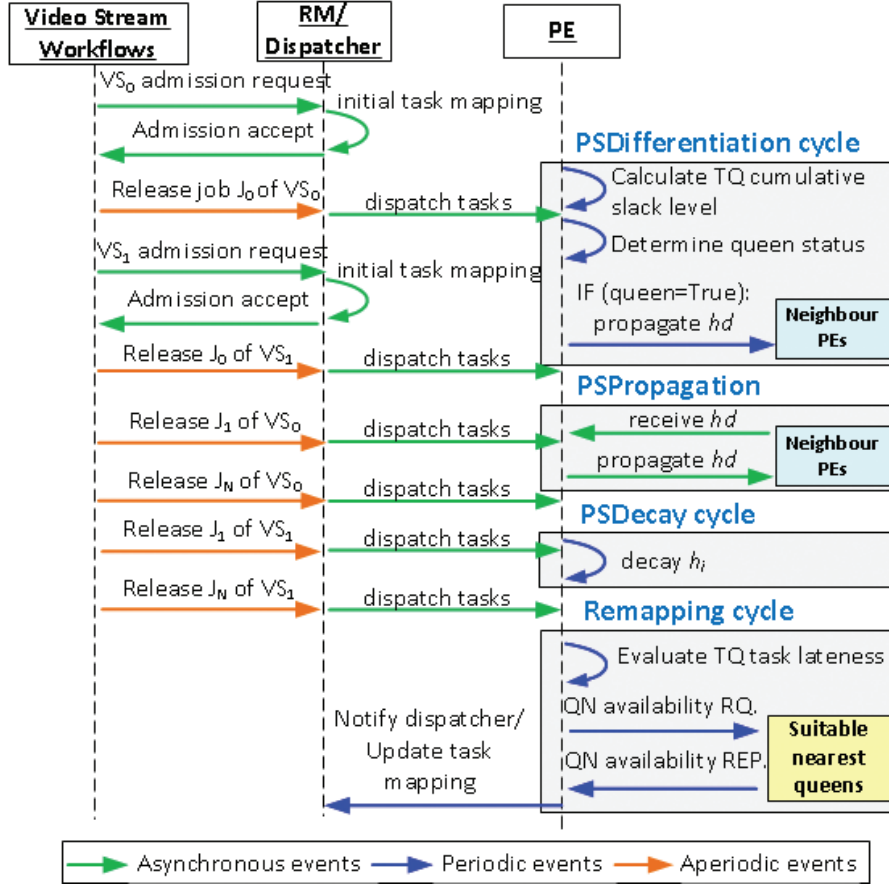 Video Stream
Workflows
RM/
Dispatcher
PE
VS0 admission request
initial task mapping
Admission accept
PSDifferentiation cycle
Calculate TQ cumulative
slack level
Release job J0 of VS0
dispatch tasks
Determine queen status
VS1 admission request
initial task mapping
Admission accept
IF (queen=True):
propagate hd
Neighbour
PEs
Release J0 of VS1
dispatch tasks
PSPropagation
receive hd
Release J1 of VS0
dispatch tasks
propagate hd
Neighbour
PEs
Release JN of VS0
dispatch tasks
PSDecay cycle
Release J1 of VS1
dispatch tasks
decay hi
Release JN of VS1
dispatch tasks
Remapping cycle
Evaluate TQ task lateness
QN availability RQ.
Notify dispatcher/
Update task
mapping
QN availability REP.
Suitable
nearest
queens
Asynchronous events
Periodic events
Aperiodic events